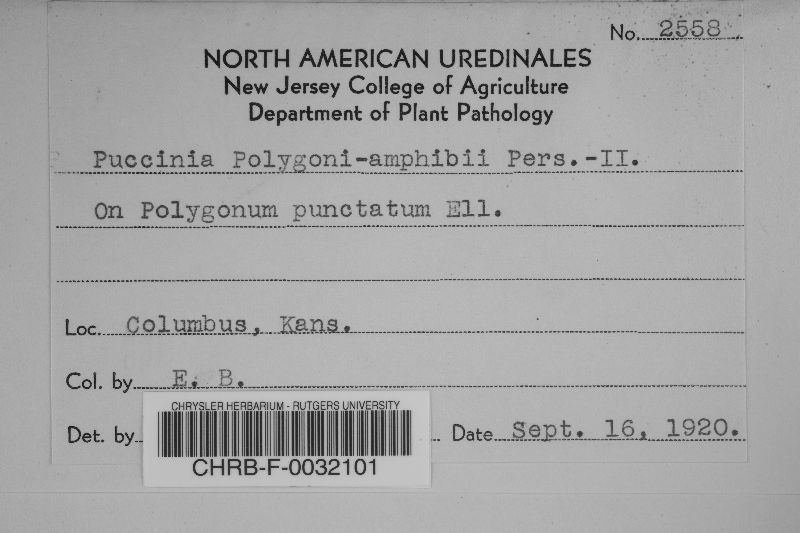 No. 2558.
NORTH AMERICAN UREDINALES
New Jersey College of Agriculture
Department of Plant Pathology
Puccinia Polygoni-amphibii Pers.-II.
On Polygonum punctatum Ell.
Loc. Columbus, Kans.
Col. by E. B.
Det. by
Date Sept. 16, 1920.
CHRYSLER HERBARIUM - RUTGERS UNIVERSITY
CHRB-F-0032101